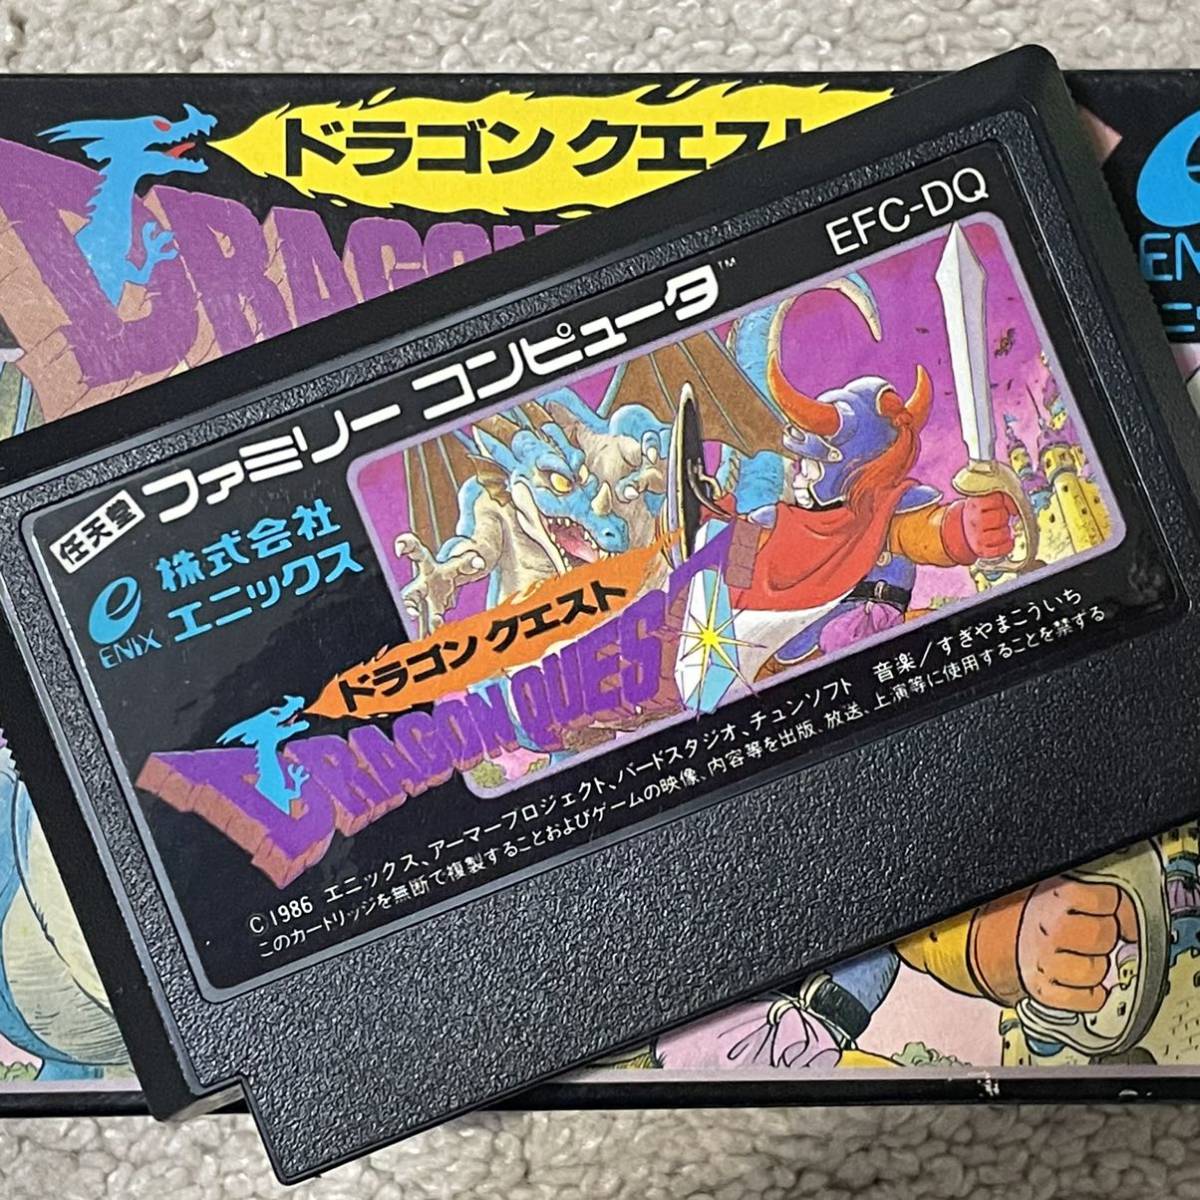 ドラゴン クエスト
DRAGON
EFC-DQ
任天堂 ファミリー コンピュータ™
株式会社
エニックス
ENIX
ドラゴン クエスト
DRAGON QUEST
©1986 エニックス、アーマープロジェクト、バードスタジオ、チュンソフト 音楽/すぎやまこういち
このカートリッジを無断で複製することおよびゲームの映像、内容等を出版、放送、上演等に使用することを禁ずる